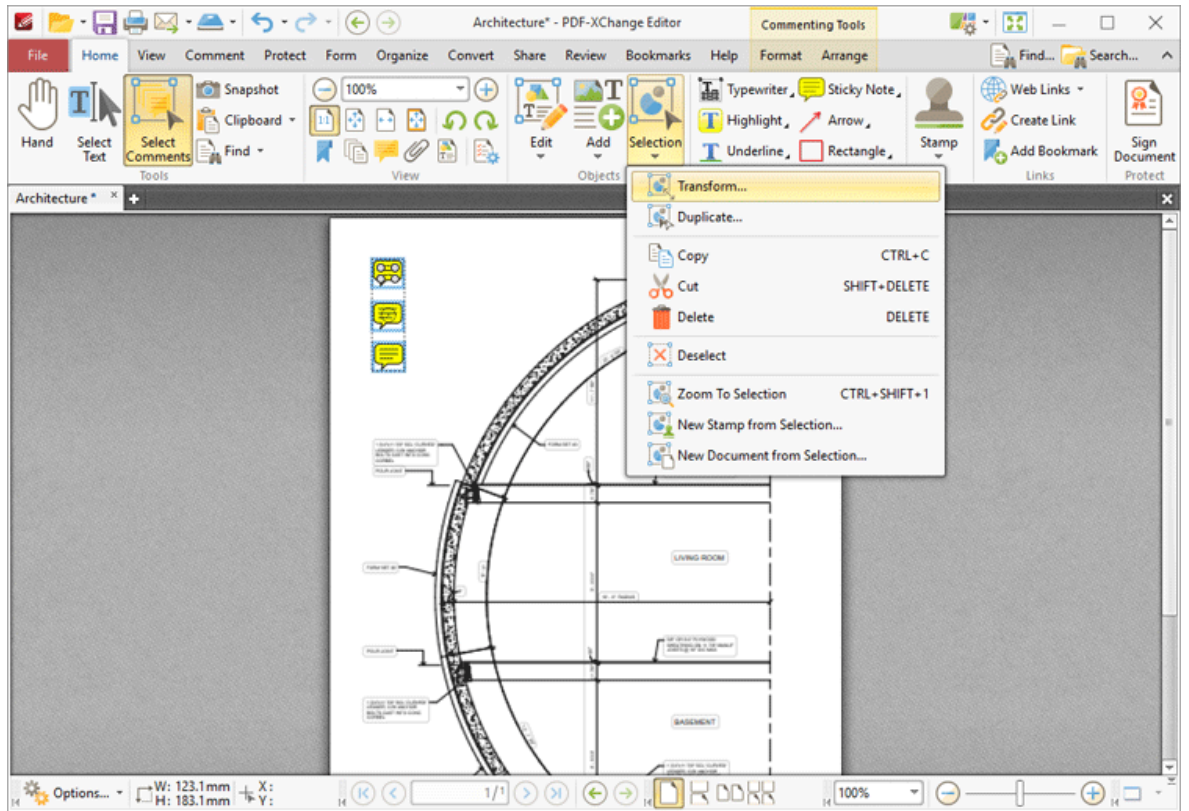 Architecture* - PDF-XChange Editor
Commenting Tools
File Home View Comment Protect Form Organize Convert Share Review Bookmarks Help Format Arrange Find... Search...
Hand
Select Text
Select Comments
Snapshot
Clipboard
Find
Tools
100%
1:1
View
Edit
Add
Selection
Objects
Typewriter
Highlight
Underline
Sticky Note
Arrow
Rectangle
Stamp
Web Links
Create Link
Add Bookmark
Links
Sign Document
Protect
Architecture *
Transform...
Duplicate...
Copy CTRL+C
Cut SHIFT+DELETE
Delete DELETE
Deselect
Zoom To Selection CTRL+SHIFT+1
New Stamp from Selection...
New Document from Selection...
LIVING ROOM
BASEMENT
Options...
W: 123.1mm
H: 183.1mm
X:
Y:
1/1
100%